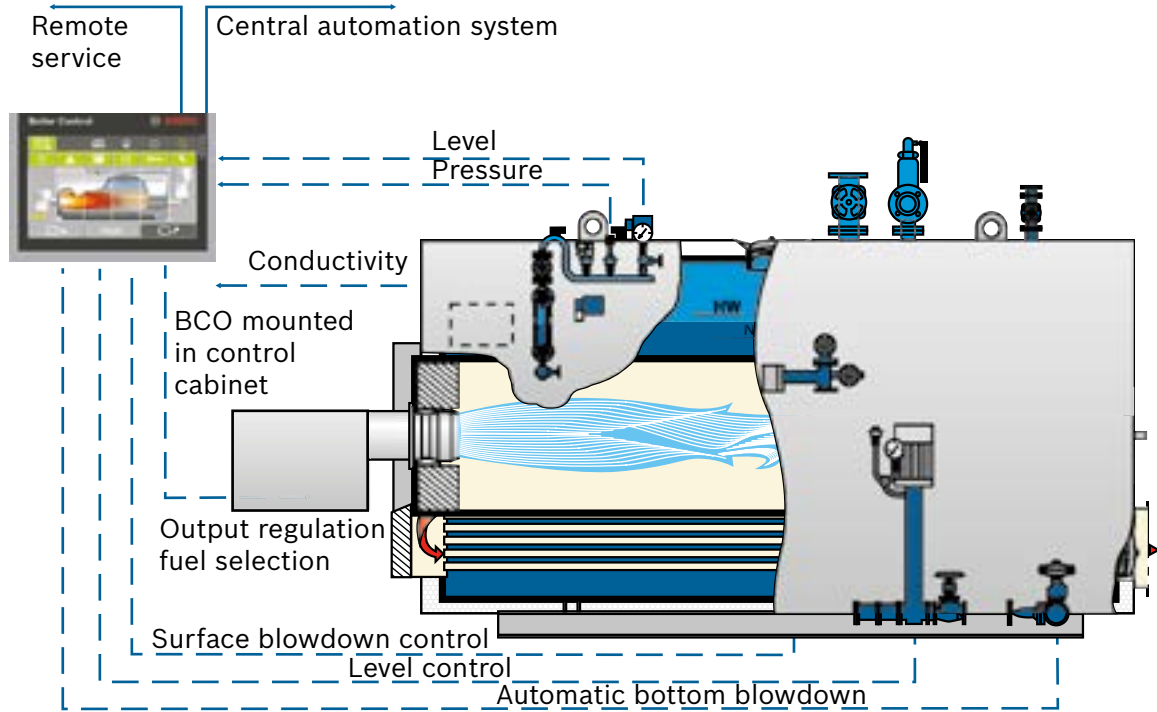 Remote
service
Central automation system
Boiler Control
Level
Pressure
Conductivity
HW
N
BCO mounted
in control
cabinet
Output regulation
fuel selection
Surface blowdown control
Level control
Automatic bottom blowdown